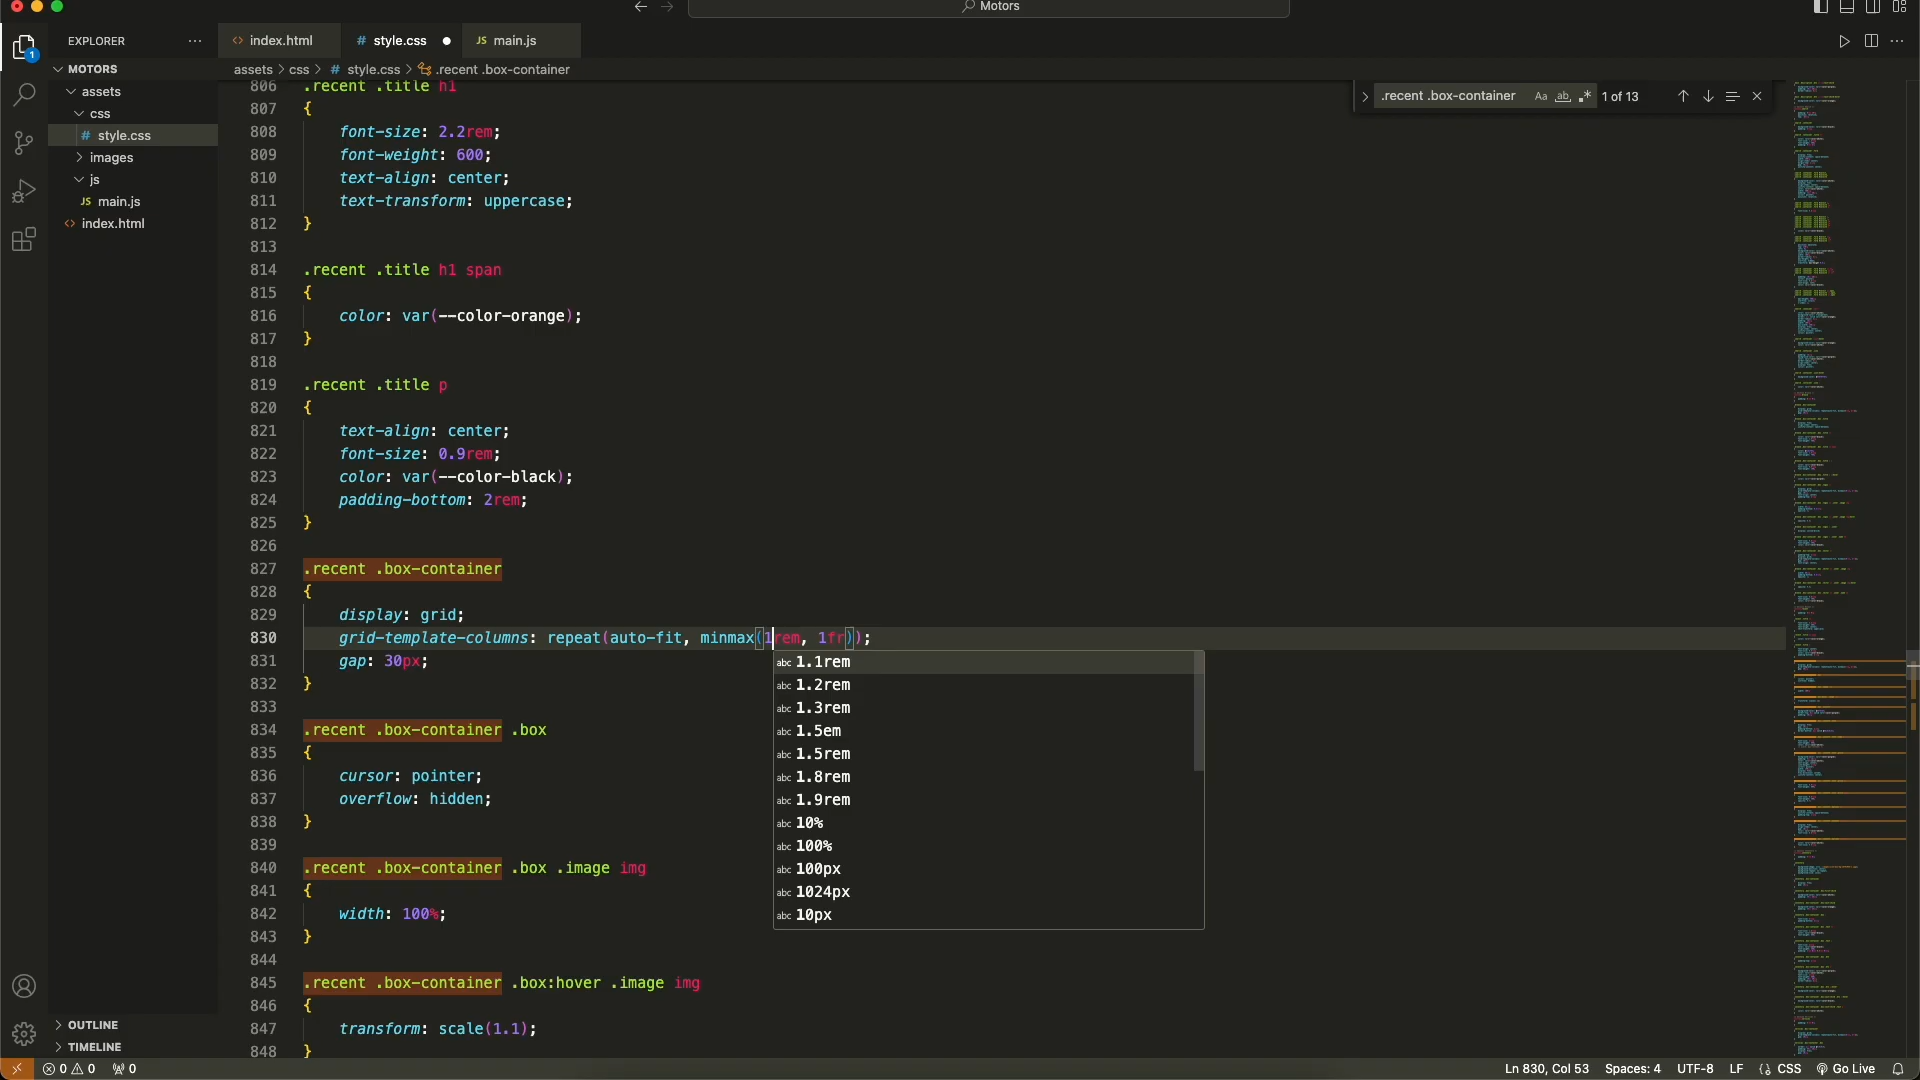 Motors
EXPLORER
index.html
# style.css
JS main.js
MOTORS
assets > css > # style.css > .recent .box-container
assets
css
# style.css
images
js
JS main.js
index.html
OUTLINE
TIMELINE
.recent .box-container Aa ab .* 1 of 13
806 .recent .title h1
807 {
808 font-size: 2.2rem;
809 font-weight: 600;
810 text-align: center;
811 text-transform: uppercase;
812 }
813
814 .recent .title h1 span
815 {
816 color: var(--color-orange);
817 }
818
819 .recent .title p
820 {
821 text-align: center;
822 font-size: 0.9rem;
823 color: var(--color-black);
824 padding-bottom: 2rem;
825 }
826
827 .recent .box-container
828 {
829 display: grid;
830 grid-template-columns: repeat(auto-fit, minmax(1rem, 1fr));
831 gap: 30px;
832 }
833
834 .recent .box-container .box
835 {
836 cursor: pointer;
837 overflow: hidden;
838 }
839
840 .recent .box-container .box .image img
841 {
842 width: 100%;
843 }
844
845 .recent .box-container .box:hover .image img
846 {
847 transform: scale(1.1);
848 }
abc 1.1rem
abc 1.2rem
abc 1.3rem
abc 1.5em
abc 1.5rem
abc 1.8rem
abc 1.9rem
abc 10%
abc 100%
abc 100px
abc 1024px
abc 10px
1
0 0 0
Ln 830, Col 53 Spaces: 4 UTF-8 LF {} CSS Go Live